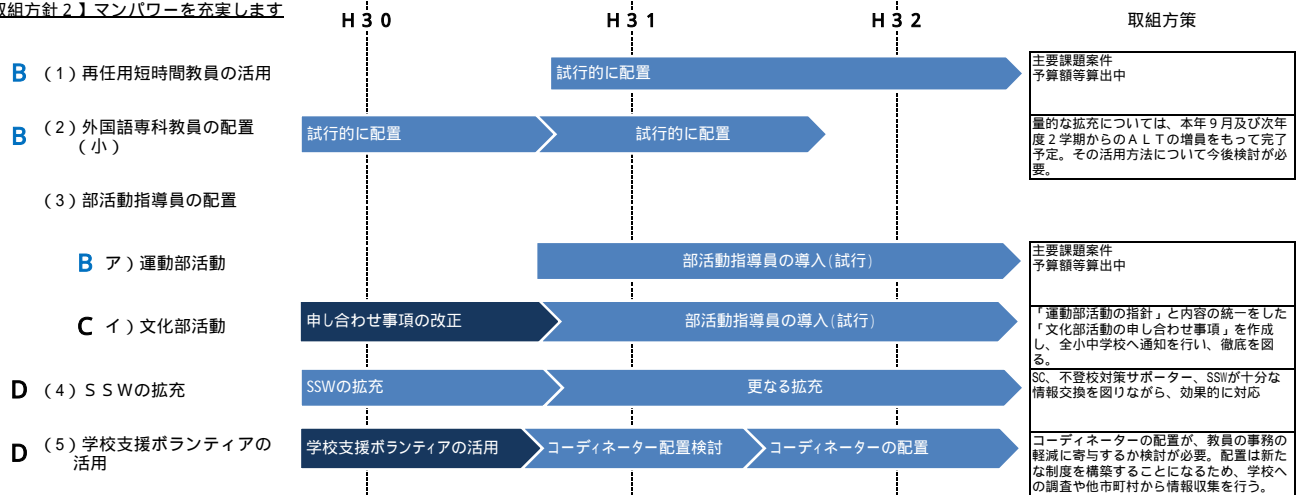 取組方針２】マンパワーを充実します
Ｈ３０
Ｈ３１
Ｈ３２
取組方策
B （１）再任用短時間教員の活用
試行的に配置
主要課題案件
予算額等算出中
B （２）外国語専科教員の配置
（小）
試行的に配置
試行的に配置
量的な拡充については、本年９月及び次年
度２学期からのＡＬＴの増員をもって完了
予定。その活用方法について今後検討が必
要。
（３）部活動指導員の配置
B ア）運動部活動
部活動指導員の導入(試行)
主要課題案件
予算額等算出中
C イ）文化部活動
申し合わせ事項の改正
部活動指導員の導入(試行)
「運動部活動の指針」と内容の統一をした
「文化部活動の申し合わせ事項」を作成
し、全小中学校へ通知を行い、徹底を図
る。
D （４）ＳＳＷの拡充
SSWの拡充
更なる拡充
SC、不登校対策サポーター、SSWが十分な
情報交換を図りながら、効果的に対応
D （５）学校支援ボランティアの
活用
学校支援ボランティアの活用
コーディネーター配置検討
コーディネーターの配置
コーディネーターの配置が、教員の事務の
軽減に寄与するか検討が必要。配置は新た
な制度を構築することになるため、学校へ
の調査や他市町村から情報収集を行う。